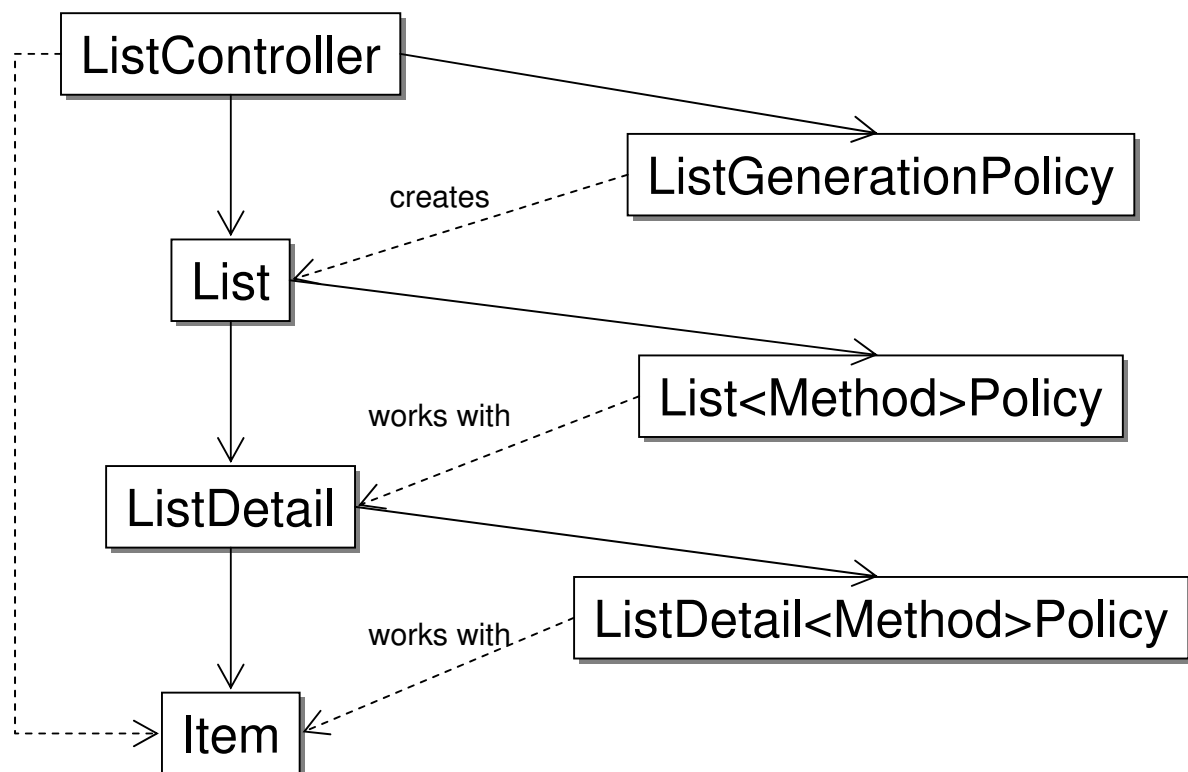 ListController
ListGenerationPolicy
creates
List
List<Method>Policy
works with
ListDetail
ListDetail<Method>Policy
works with
Item